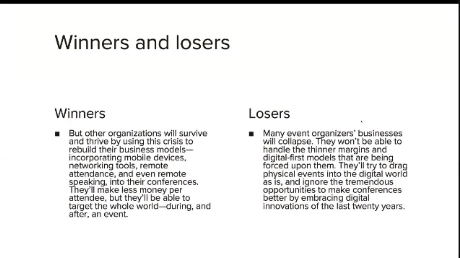 Winners and losers
Winners
■ But other organizations will survive
and thrive by using this crisis to
rebuild their business models—
incorporating mobile devices,
networking tools, remote
attendance, and even remote
speaking, into their conferences.
They'll make less money per
attendee, but they'll be able to
target the whole world—during, and
after, an event.
Losers
■ Many event organizers' businesses
will collapse. They won't be able to
handle the thinner margins and
digital-first models that are being
forced upon them. They'll try to drag
physical events into the digital world
as is, and ignore the tremendous
opportunities to make conferences
better by embracing digital
innovations of the last twenty years.